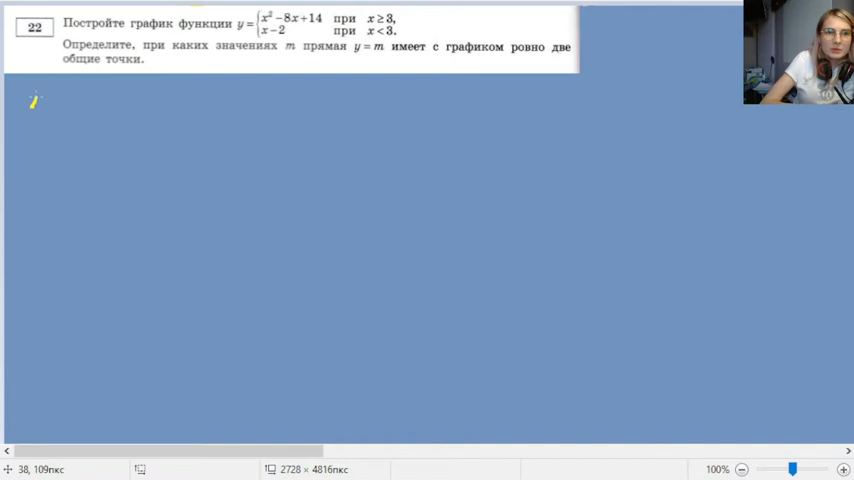 22
Постройте график функции y = { x² − 8x + 14 при x ≥ 3,
x − 2 при x < 3.
Определите, при каких значениях m прямая y = m имеет с графиком ровно две
общие точки.
38, 109пкс
2728 × 4816пкс
100%